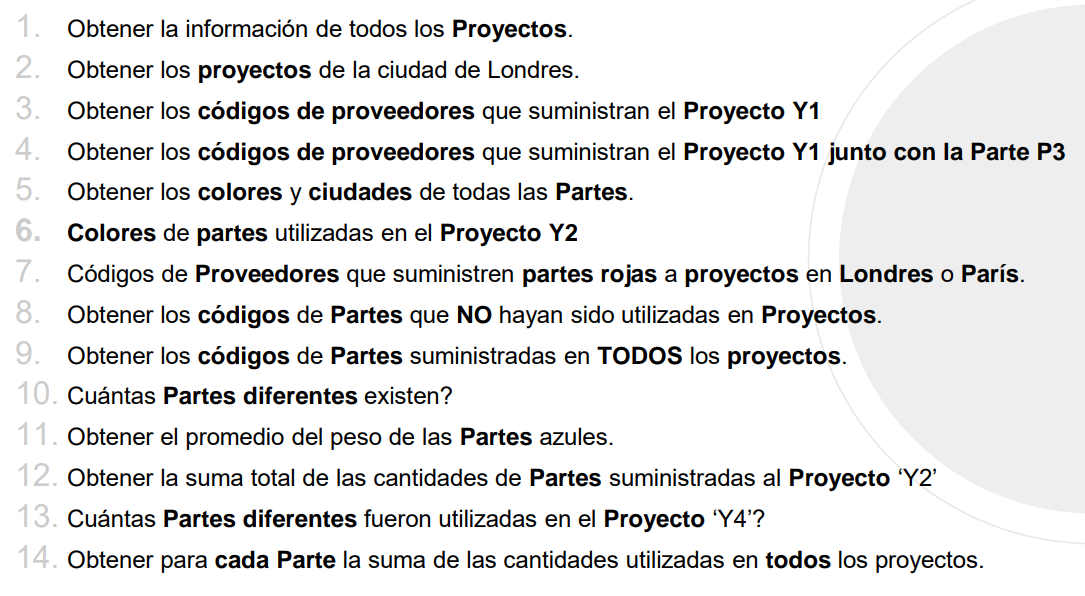 1. Obtener la información de todos los Proyectos.
2. Obtener los proyectos de la ciudad de Londres.
3. Obtener los códigos de proveedores que suministran el Proyecto Y1
4. Obtener los códigos de proveedores que suministran el Proyecto Y1 junto con la Parte P3
5. Obtener los colores y ciudades de todas las Partes.
6. Colores de partes utilizadas en el Proyecto Y2
7. Códigos de Proveedores que suministren partes rojas a proyectos en Londres o París.
8. Obtener los códigos de Partes que NO hayan sido utilizadas en Proyectos.
9. Obtener los códigos de Partes suministradas en TODOS los proyectos.
10. Cuántas Partes diferentes existen?
11. Obtener el promedio del peso de las Partes azules.
12. Obtener la suma total de las cantidades de Partes suministradas al Proyecto ‘Y2’
13. Cuántas Partes diferentes fueron utilizadas en el Proyecto ‘Y4’?
14. Obtener para cada Parte la suma de las cantidades utilizadas en todos los proyectos.